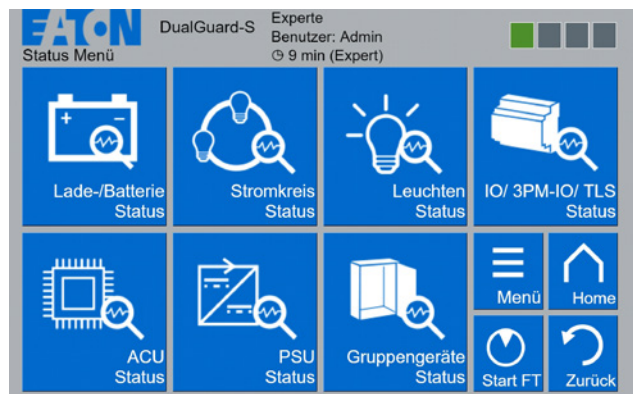 EATON
DualGuard-S
Experte
Benutzer: Admin
9 min (Expert)
Status Menü
+ -
Lade-/Batterie
Status
Stromkreis
Status
Leuchten
Status
IO/ 3PM-IO/ TLS
Status
ACU
Status
PSU
Status
Gruppengeräte
Status
Menü
Home
Start FT
Zurück